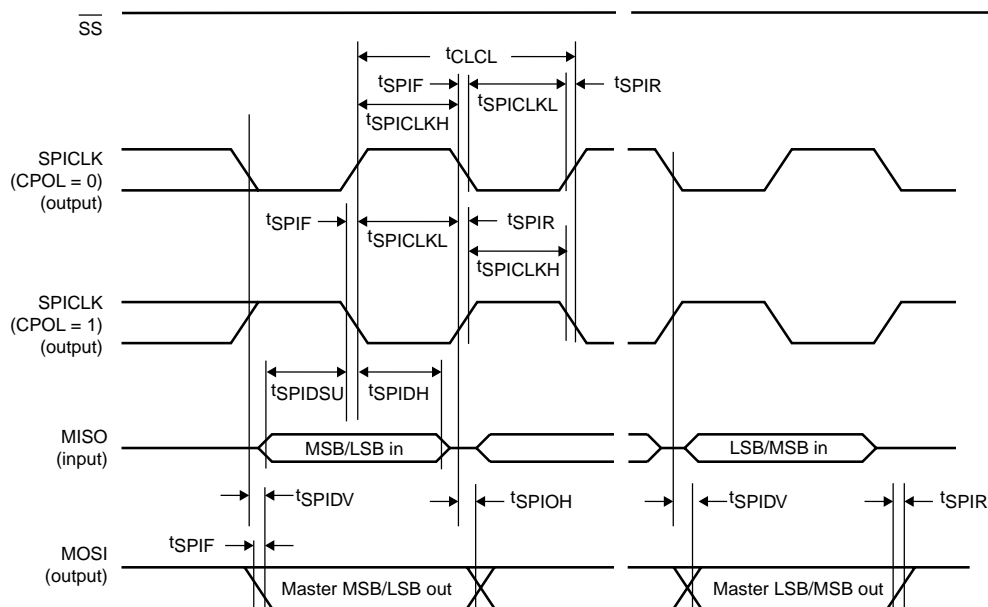 SS
tCLCL
tSPIF
tSPICLKL
tSPIR
tSPICLKH
SPICLK
(CPOL = 0)
(output)
tSPIF
tSPICLKL
tSPIR
tSPICLKH
SPICLK
(CPOL = 1)
(output)
tSPIDSU
tSPIDH
MISO
(input)
MSB/LSB in
LSB/MSB in
tSPIDV
tSPIOH
tSPIDV
tSPIR
tSPIF
MOSI
(output)
Master MSB/LSB out
Master LSB/MSB out